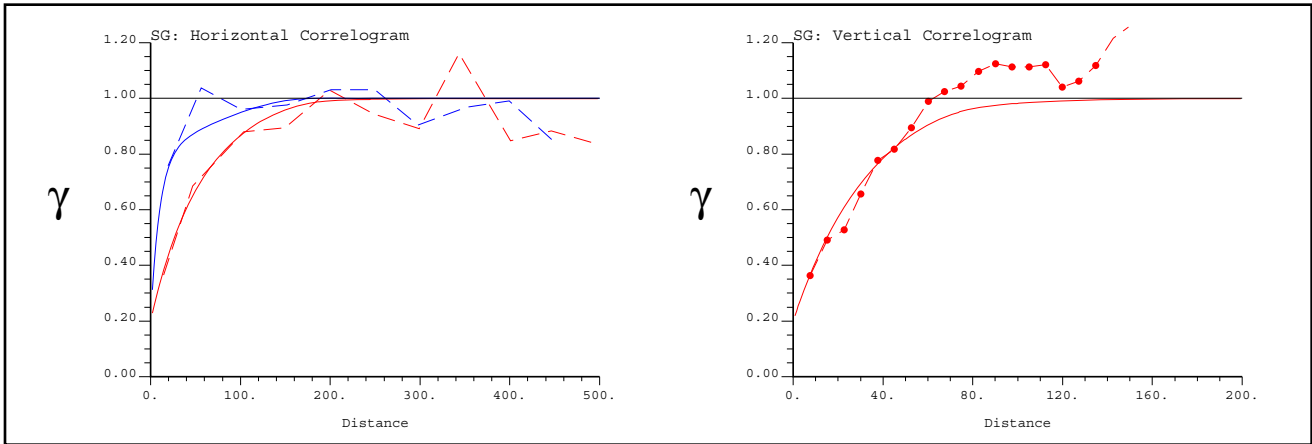 SG: Horizontal Correlogram
1.20
1.00
0.80
0.60
0.40
0.20
0.00
γ
0. 100. 200. 300. 400. 500.
Distance
SG: Vertical Correlogram
1.20
1.00
0.80
0.60
0.40
0.20
0.00
γ
0. 40. 80. 120. 160. 200.
Distance